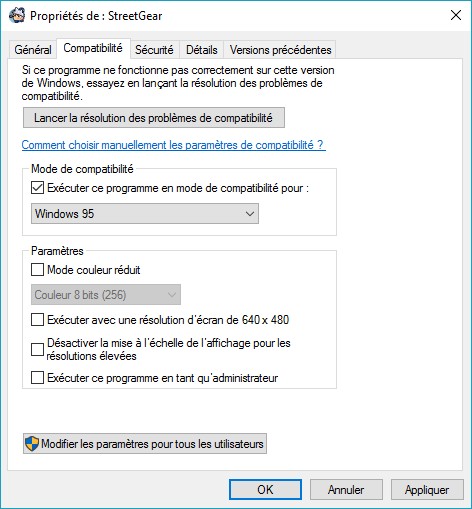 Propriétés de : StreetGear
Général
Compatibilité
Sécurité
Détails
Versions précédentes
Si ce programme ne fonctionne pas correctement sur cette version
de Windows, essayez en lançant la résolution des problèmes de
compatibilité.
Lancer la résolution des problèmes de compatibilité
Comment choisir manuellement les paramètres de compatibilité ?
Mode de compatibilité
Exécuter ce programme en mode de compatibilité pour :
Windows 95
Paramètres
Mode couleur réduit
Couleur 8 bits (256)
Exécuter avec une résolution d'écran de 640 x 480
Désactiver la mise à l'échelle de l'affichage pour les
résolutions élevées
Exécuter ce programme en tant qu'administrateur
Modifier les paramètres pour tous les utilisateurs
OK
Annuler
Appliquer